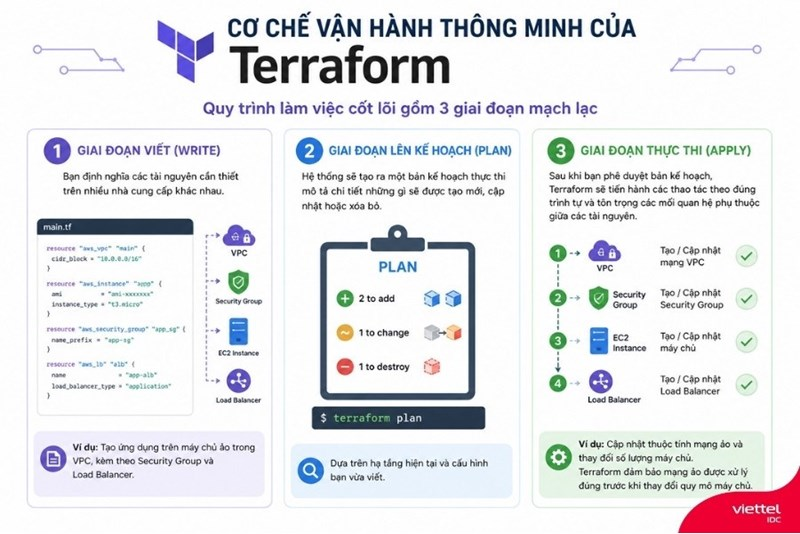 CƠ CHẾ VẬN HÀNH THÔNG MINH CỦA
Terraform
Quy trình làm việc cốt lõi gồm 3 giai đoạn mạch lạc
1 GIAI ĐOẠN VIẾT (WRITE)
Bạn định nghĩa các tài nguyên cần thiết
trên nhiều nhà cung cấp khác nhau.
main.tf
resource "aws_vpc" "main" {
cidr_block = "10.0.0.0/16"
}
resource "aws_instance" "app" {
ami = "ami-xxxxxxx"
instance_type = "t3.micro"
}
resource "aws_security_group" "app_sg" {
name_prefix = "app-sg"
}
resource "aws_lb" "alb" {
name = "app-alb"
load_balancer_type = "application"
}
VPC
Security Group
EC2 Instance
Load Balancer
Ví dụ: Tạo ứng dụng trên máy chủ ảo trong
VPC, kèm theo Security Group và
Load Balancer.
2 GIAI ĐOẠN LÊN KẾ HOẠCH (PLAN)
Hệ thống sẽ tạo ra một bản kế hoạch thực thi
mô tả chi tiết những gì sẽ được tạo mới, cập
nhật hoặc xóa bỏ.
PLAN
+ 2 to add
~ 1 to change
- 1 to destroy
$ terraform plan
Dựa trên hạ tầng hiện tại và cấu hình
bạn vừa viết.
3 GIAI ĐOẠN THỰC THI (APPLY)
Sau khi bạn phê duyệt bản kế hoạch,
Terraform sẽ tiến hành các thao tác theo đúng
trình tự và tôn trọng các mối quan hệ phụ thuộc
giữa các tài nguyên.
1 VPC Tạo / Cập nhật
mạng VPC
2 Security Tạo / Cập nhật
Group Security Group
3 EC2 Tạo / Cập nhật
Instance máy chủ
4 Load Balancer Tạo / Cập nhật
Load Balancer
Ví dụ: Cập nhật thuộc tính mạng ảo và
thay đổi số lượng máy chủ.
Terraform đảm bảo mạng ảo được xử lý
đúng trước khi thay đổi quy mô máy chủ.
viettel
IDC